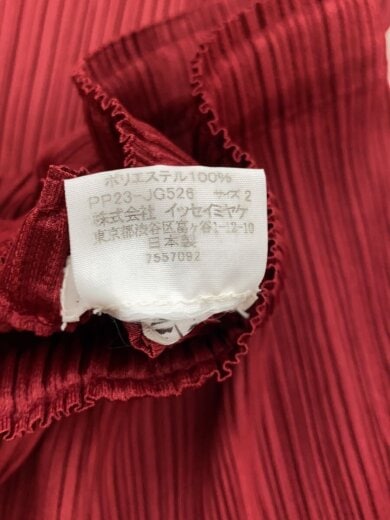 ポリエステル100%
PP23-JG526 サイズ 2
株式会社 イッセイミヤケ
東京都渋谷区富ヶ谷1-12-10
日本製
7557092